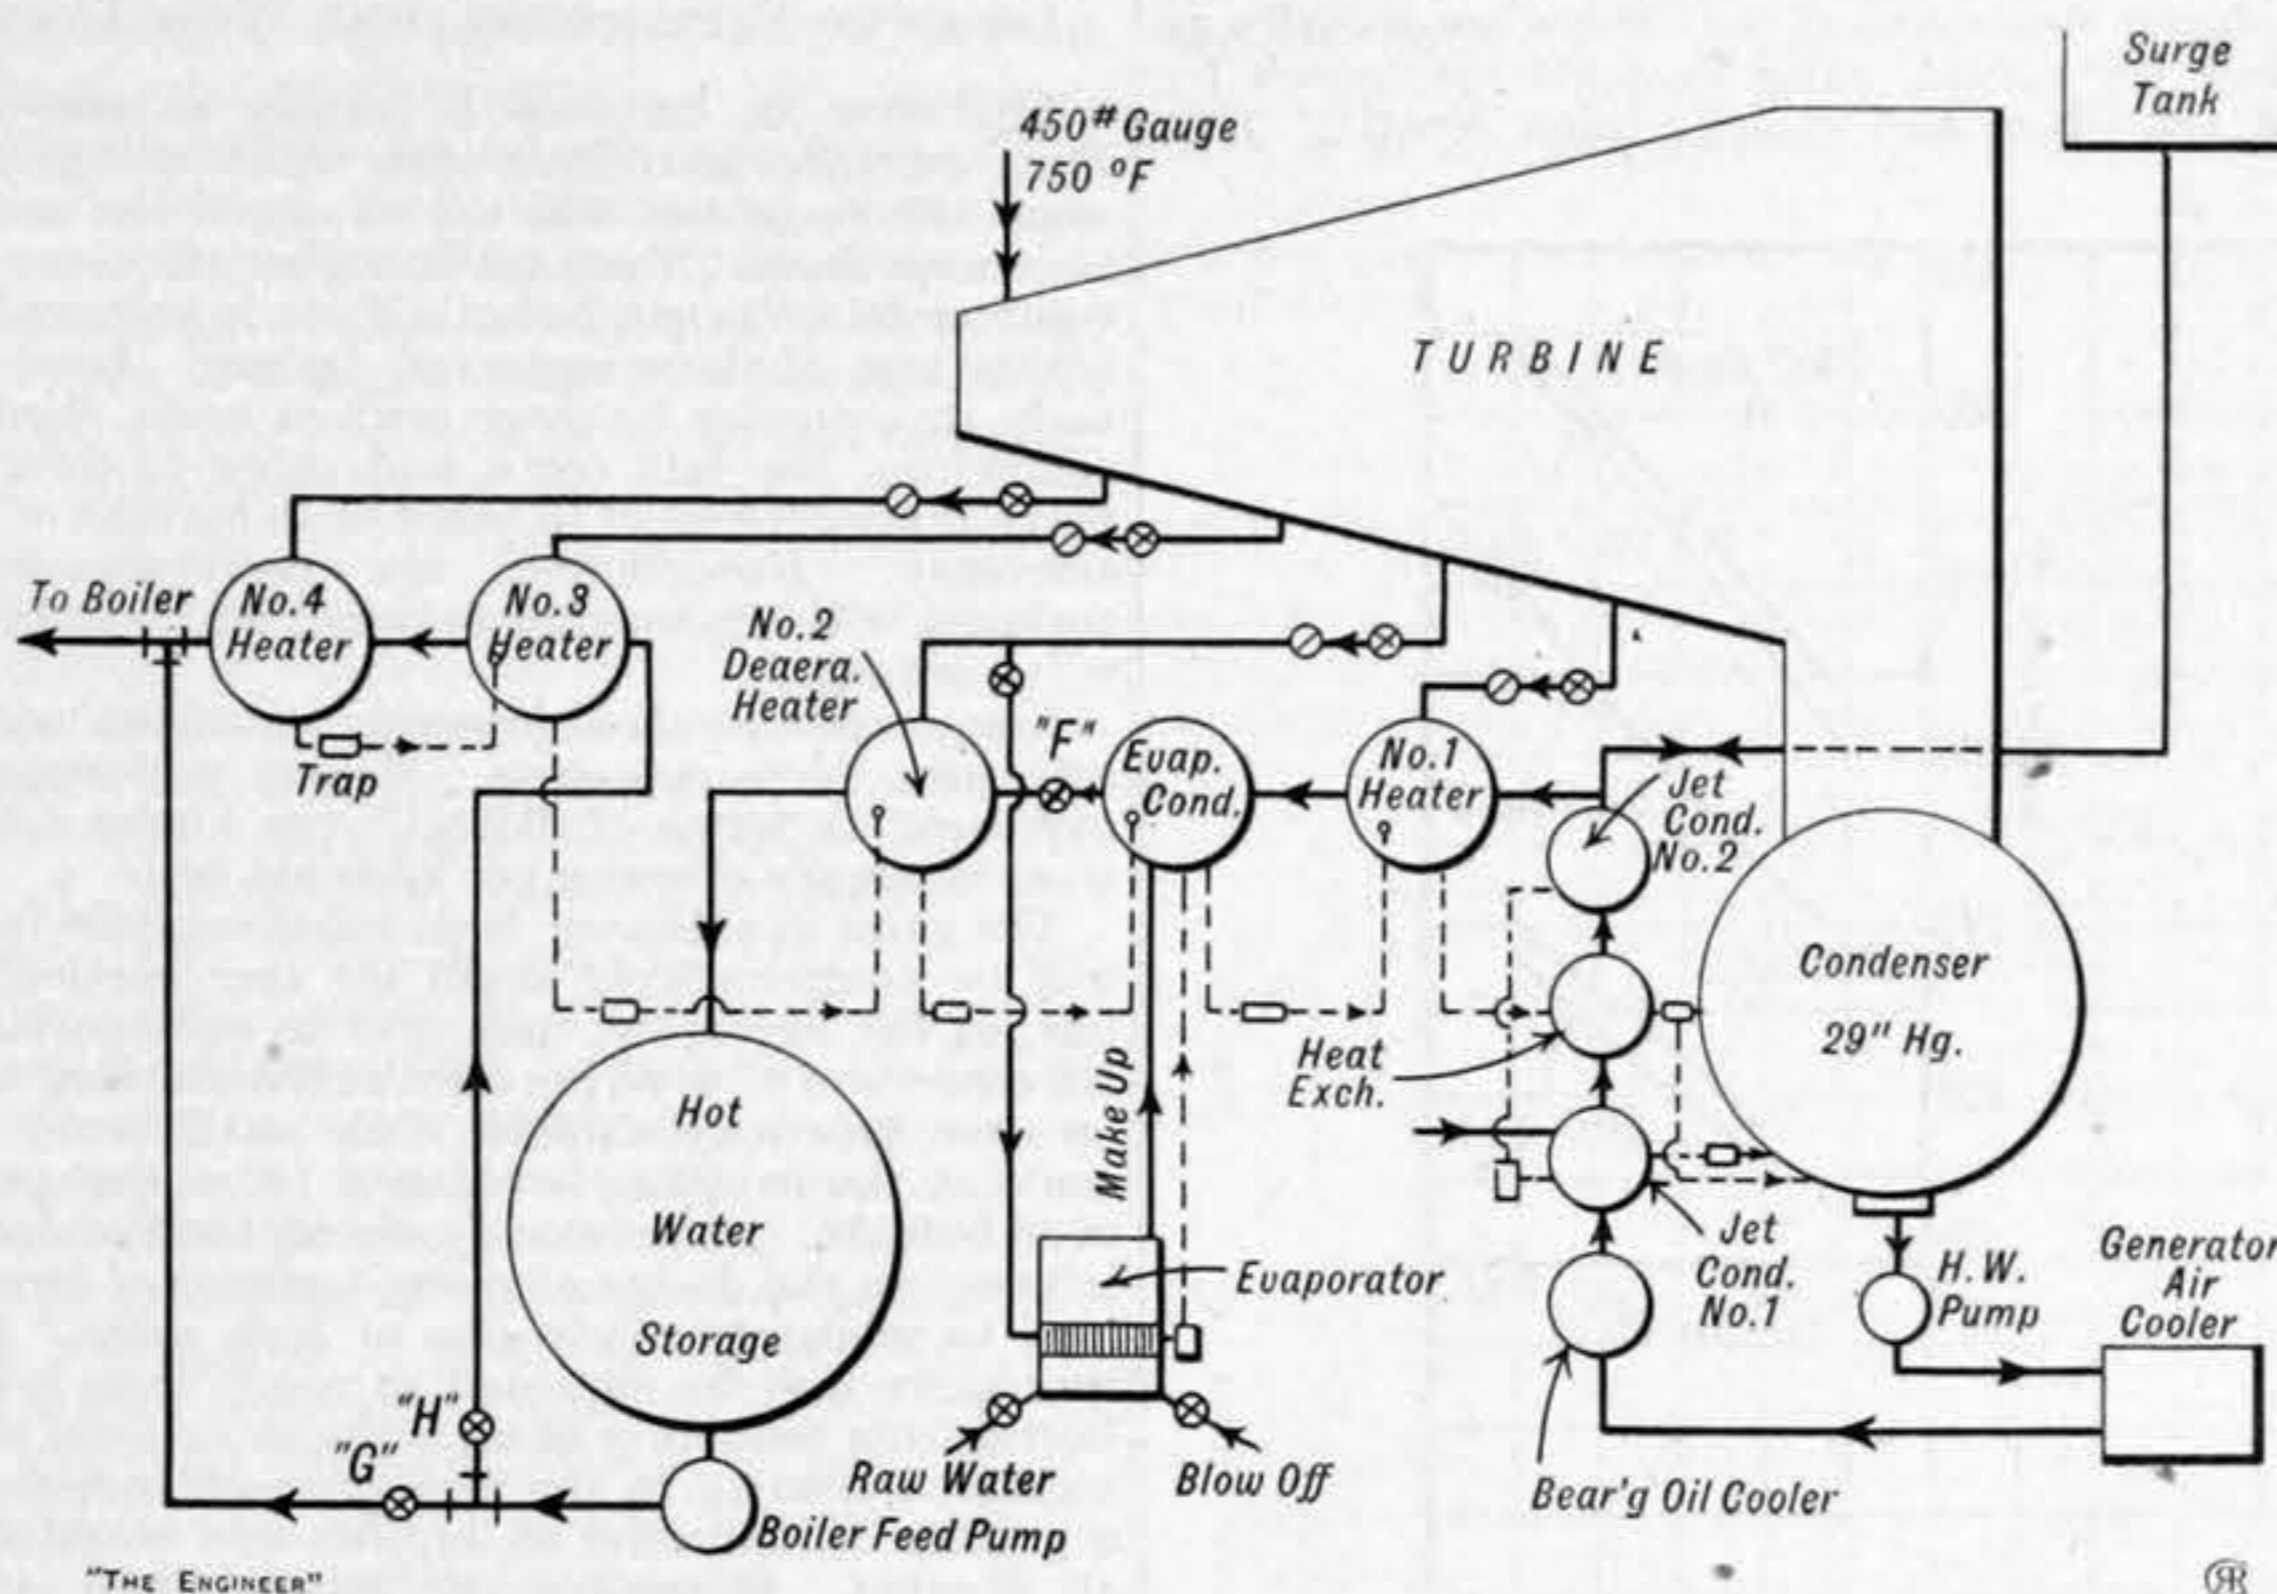 Surge
Tank
450# Gauge
750 °F
TURBINE
To Boiler
No.4
Heater
No.3
Heater
No.2
Deaera.
Heater
"F"
Evap.
Cond.
No.1
Heater
Jet
Cond.
No.2
Trap
Condenser
29" Hg.
Heat
Exch.
Make Up
Hot
Water
Storage
Evaporator
Jet
Cond.
No.1
H.W.
Pump
Generator
Air
Cooler
"H"
"G"
Raw Water
Blow Off
Bear'g Oil Cooler
Boiler Feed Pump
"THE ENGINEER"